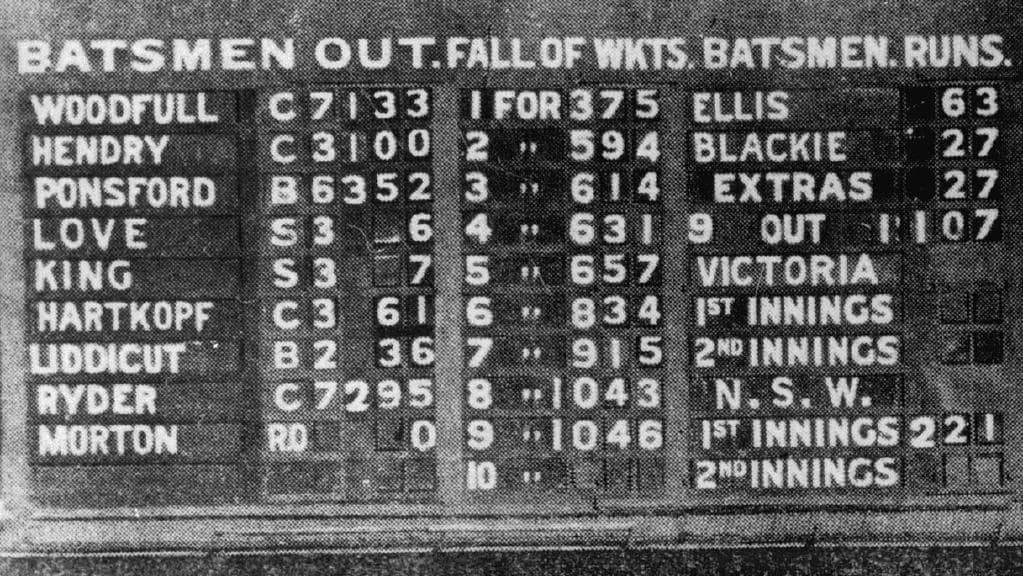 BATSMEN OUT. FALL OF WKTS. BATSMEN. RUNS.
WOODFULL C 7 133 1 FOR 375 ELLIS 63
HENDRY C 3 100 2 " 594 BLACKIE 27
PONSFORD B 6 352 3 " 614 EXTRAS 27
LOVE S 3 6 4 " 631 9 OUT 1107
KING S 3 7 5 " 657 VICTORIA
HARTKOPF C 3 61 6 " 834 1ST INNINGS
LIDDICUT B 2 36 7 " 915 2ND INNINGS
RYDER C 7 295 8 " 1043 N.S.W.
MORTON RD 0 9 " 1046 1ST INNINGS 221
10 " 2ND INNINGS